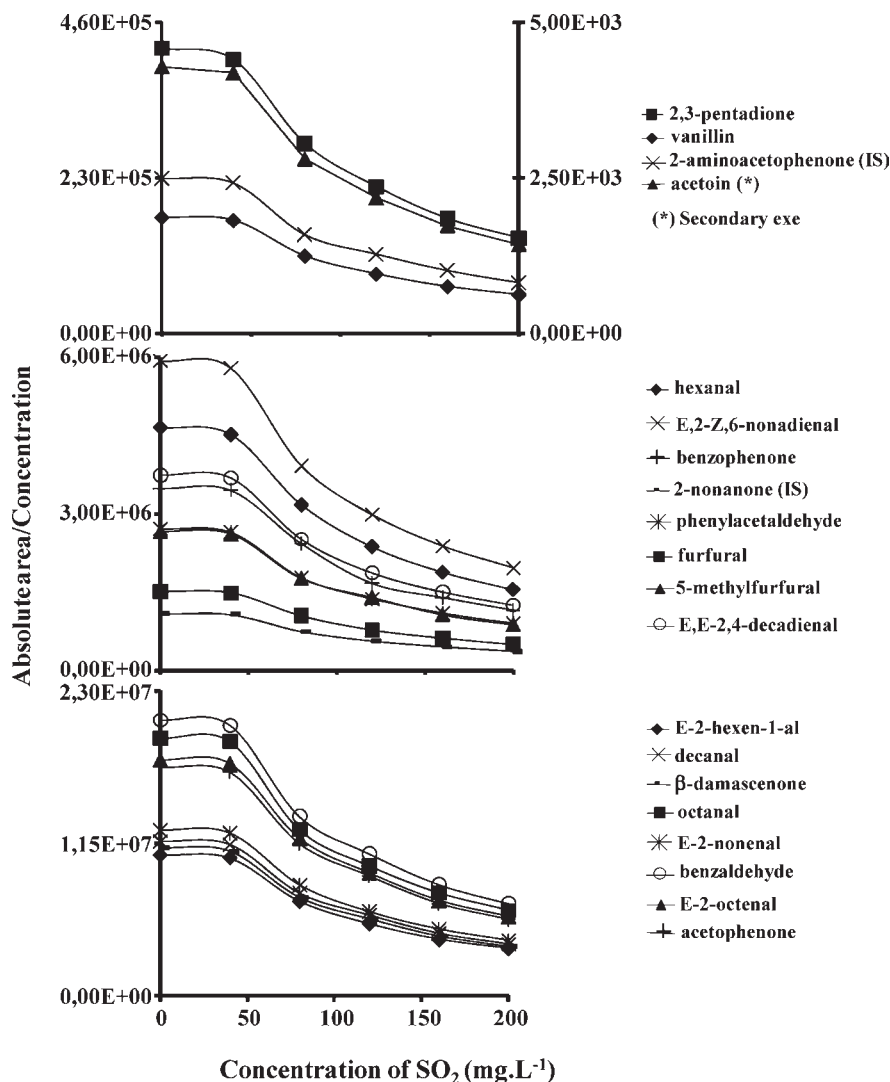 4,60E+05
5,00E+03
2,3-pentadione
vanillin
2-aminoacetophenone (IS)
acetoin (*)
(*) Secondary exe
2,30E+05
2,50E+03
0,00E+00
0,00E+00
Absolutearea/Concentration
6,00E+06
hexanal
E,2-Z,6-nonadienal
benzophenone
2-nonanone (IS)
phenylacetaldehyde
furfural
5-methylfurfural
E,E-2,4-decadienal
3,00E+06
0,00E+00
2,30E+07
E-2-hexen-1-al
decanal
β-damascenone
octanal
E-2-nonenal
benzaldehyde
E-2-octenal
acetophenone
1,15E+07
0,00E+00
0 50 100 150 200
Concentration of SO₂ (mg.L⁻¹)